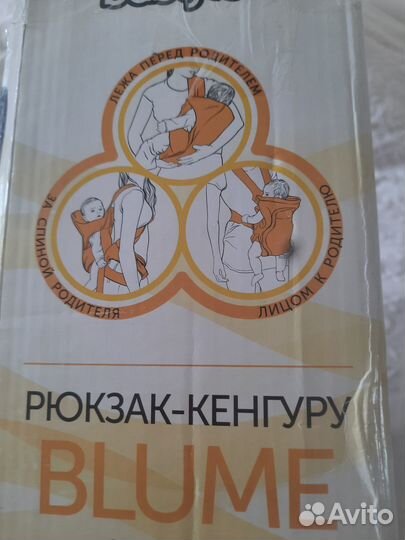 ЛЕЖА ПЕРЕД РОДИТЕЛЕМ
ЗА СПИНОЙ РОДИТЕЛЯ
ЛИЦОМ К РОДИТЕЛЮ
РЮКЗАК-КЕНГУРУ
BLUME
Avito